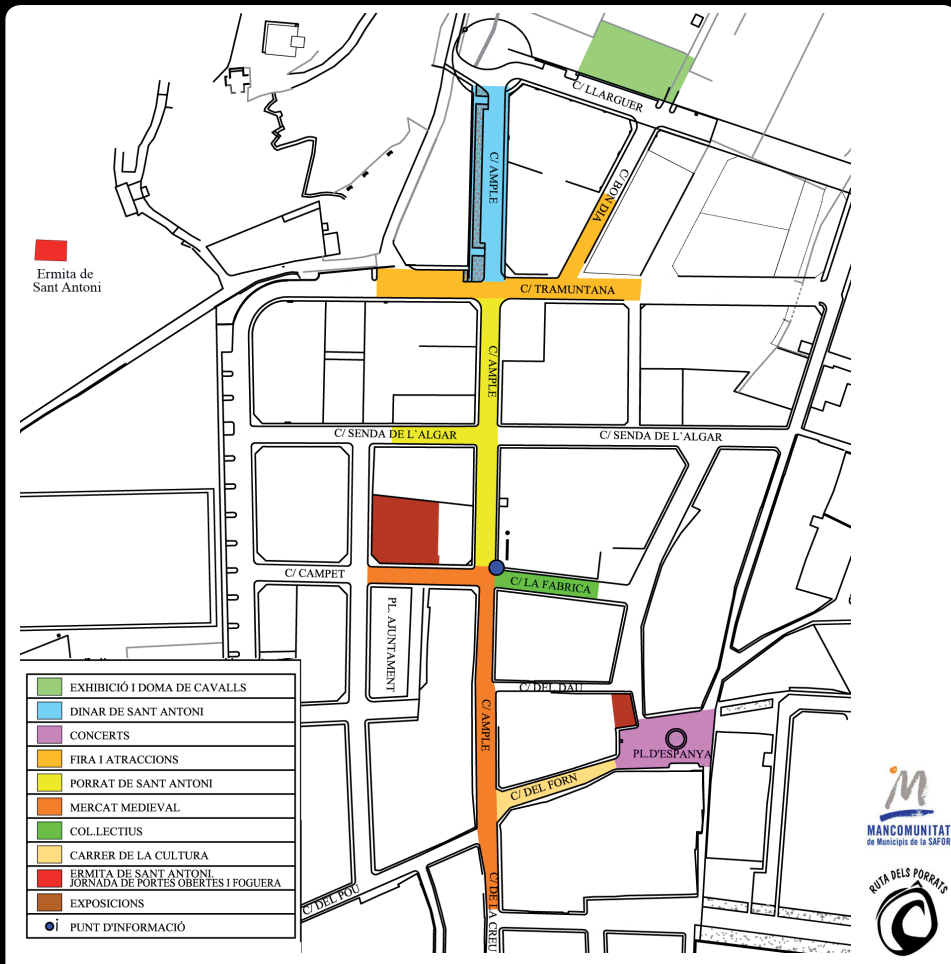 C/ LLARGUER
C/ AMPLE
C/ BON DIA
Ermita de
Sant Antoni
C/ TRAMUNTANA
C/ AMPLE
C/ SENDA DE L`ALGAR
C/ SENDA DE L`ALGAR
i
C/ CAMPET
C/ LA FABRICA
PL. AJUNTAMENT
C/ DEL DAU
C/ AMPLE
PL.D'ESPANYA
C/ DEL FORN
C/ DEL POU
C/ DE LA CREU
EXHIBICIÓ I DOMA DE CAVALLS
DINAR DE SANT ANTONI
CONCERTS
FIRA I ATRACCIONS
PORRAT DE SANT ANTONI
MERCAT MEDIEVAL
COL.LECTIUS
CARRER DE LA CULTURA
ERMITA DE SANT ANTONI.
JORNADA DE PORTES OBERTES I FOGUERA
EXPOSICIONS
i PUNT D'INFORMACIÓ
MANCOMUNITAT
de Municipis de la SAFOR
RUTA DELS PORRATS